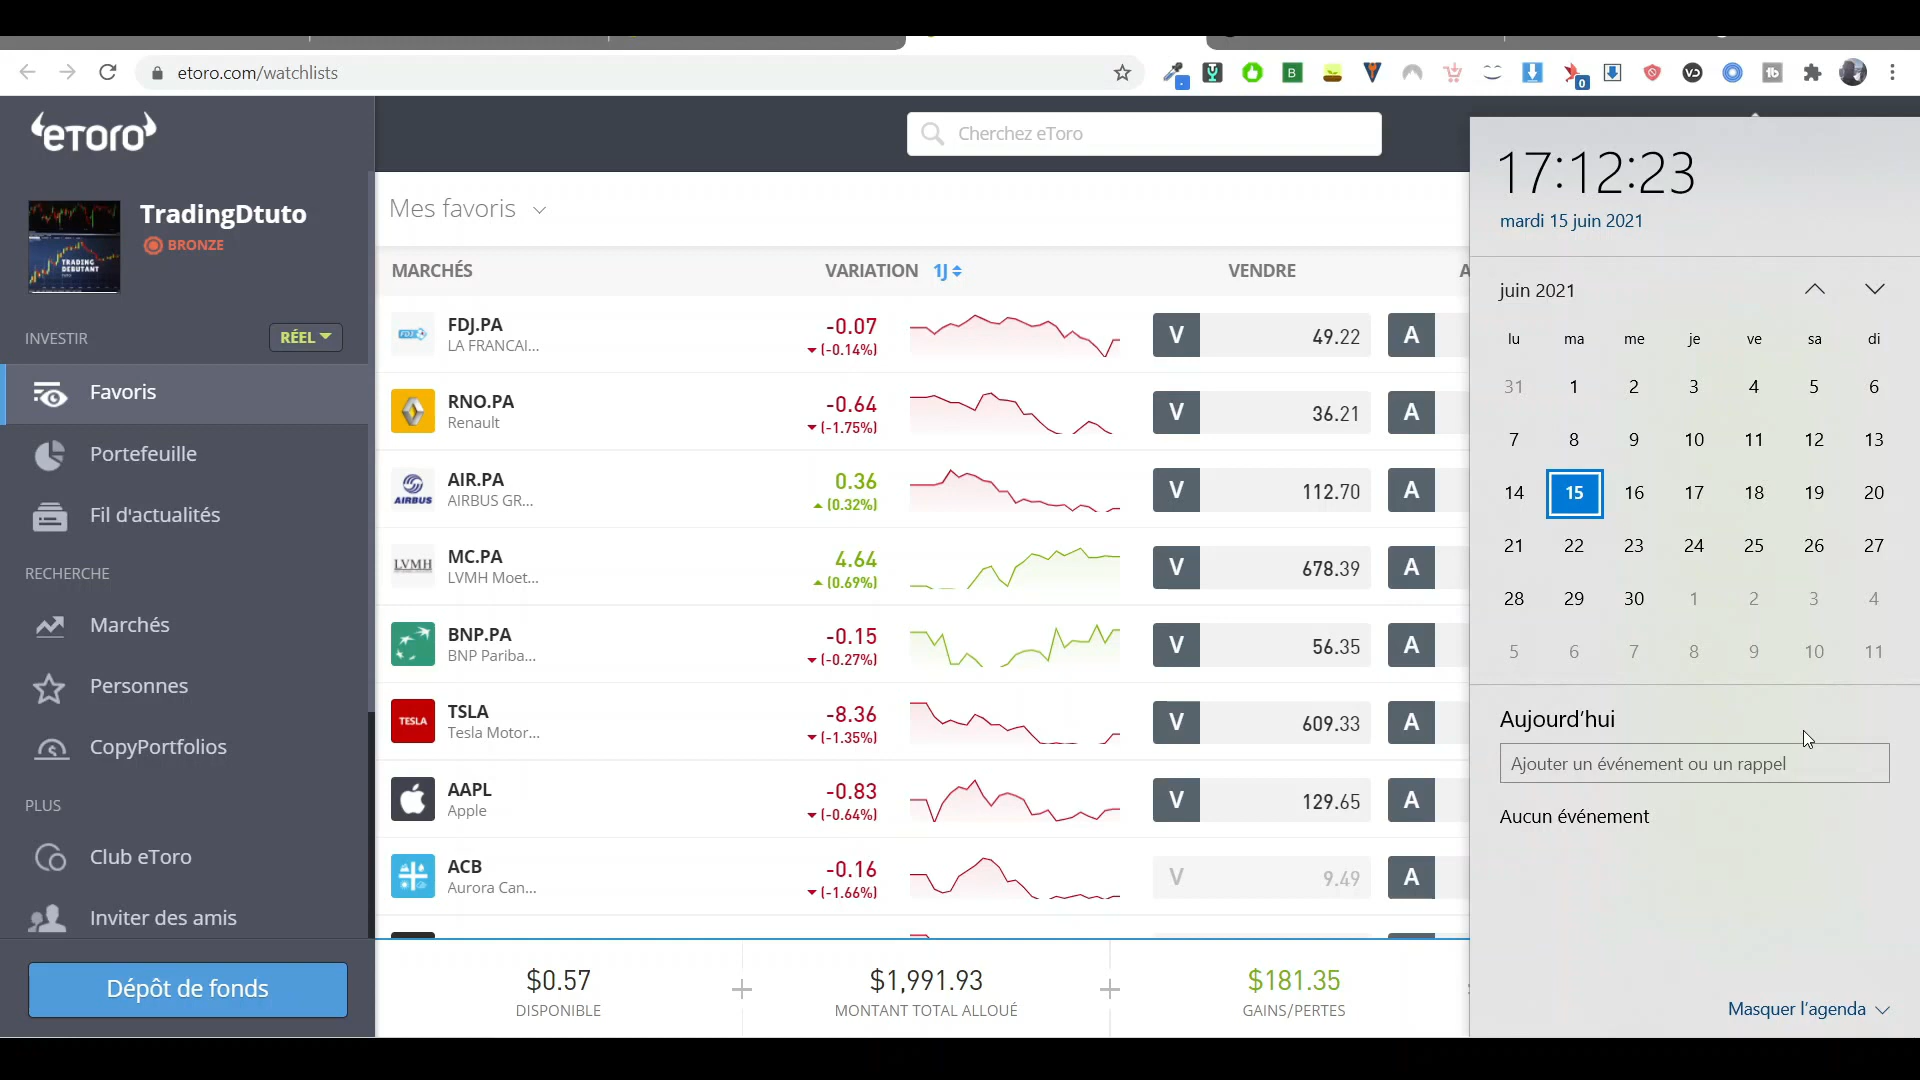 etoro.com/watchlists
B
0
VD
tb
eTORO
Cherchez eToro
TradingDtuto
BRONZE
TRADING
DEBUTANT
INVESTIR
RÉEL
Favoris
Portefeuille
Fil d'actualités
RECHERCHE
Marchés
Personnes
CopyPortfolios
PLUS
Club eToro
Inviter des amis
Dépôt de fonds
Mes favoris
MARCHÉS VARIATION 1J VENDRE A
FDJ
FDJ.PA -0.07 V 49.22 A
LA FRANCAI... (-0.14%)
RNO.PA -0.64 V 36.21 A
Renault (-1.75%)
AIRBUS
AIR.PA 0.36 V 112.70 A
AIRBUS GR... (0.32%)
LVMH
MC.PA 4.64 V 678.39 A
LVMH Moet... (0.69%)
BNP.PA -0.15 V 56.35 A
BNP Pariba... (-0.27%)
TESLA
TSLA -8.36 V 609.33 A
Tesla Motor... (-1.35%)
AAPL -0.83 V 129.65 A
Apple (-0.64%)
ACB -0.16 V 9.49 A
Aurora Can... (-1.66%)
$0.57 + $1,991.93 + $181.35
DISPONIBLE MONTANT TOTAL ALLOUÉ GAINS/PERTES
17:12:23
mardi 15 juin 2021
juin 2021
lu ma me je ve sa di
31 1 2 3 4 5 6
7 8 9 10 11 12 13
14 15 16 17 18 19 20
21 22 23 24 25 26 27
28 29 30 1 2 3 4
5 6 7 8 9 10 11
Aujourd'hui
Ajouter un événement ou un rappel
Aucun événement
Masquer l'agenda